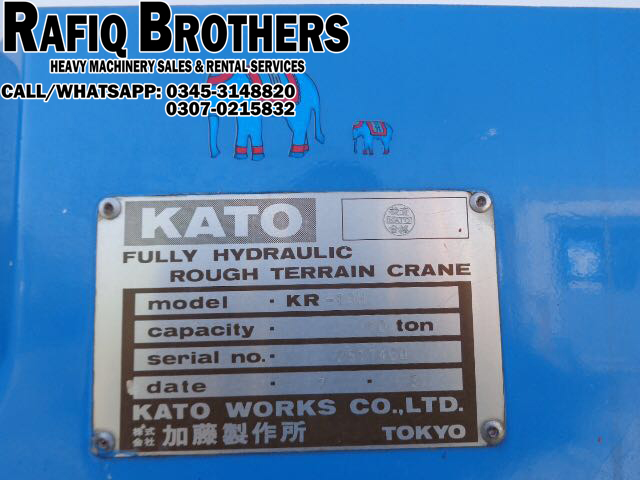 RAFIQ BROTHERS
HEAVY MACHINERY SALES & RENTAL SERVICES
CALL/WHATSAPP: 0345-3148820
0307-0215832
KATO
FULLY HYDRAULIC
ROUGH TERRAIN CRANE
model · KR-
capacity · ton
serial no.·
date · 7 ·
KATO WORKS CO.,LTD.
株式会社 加藤製作所 TOKYO